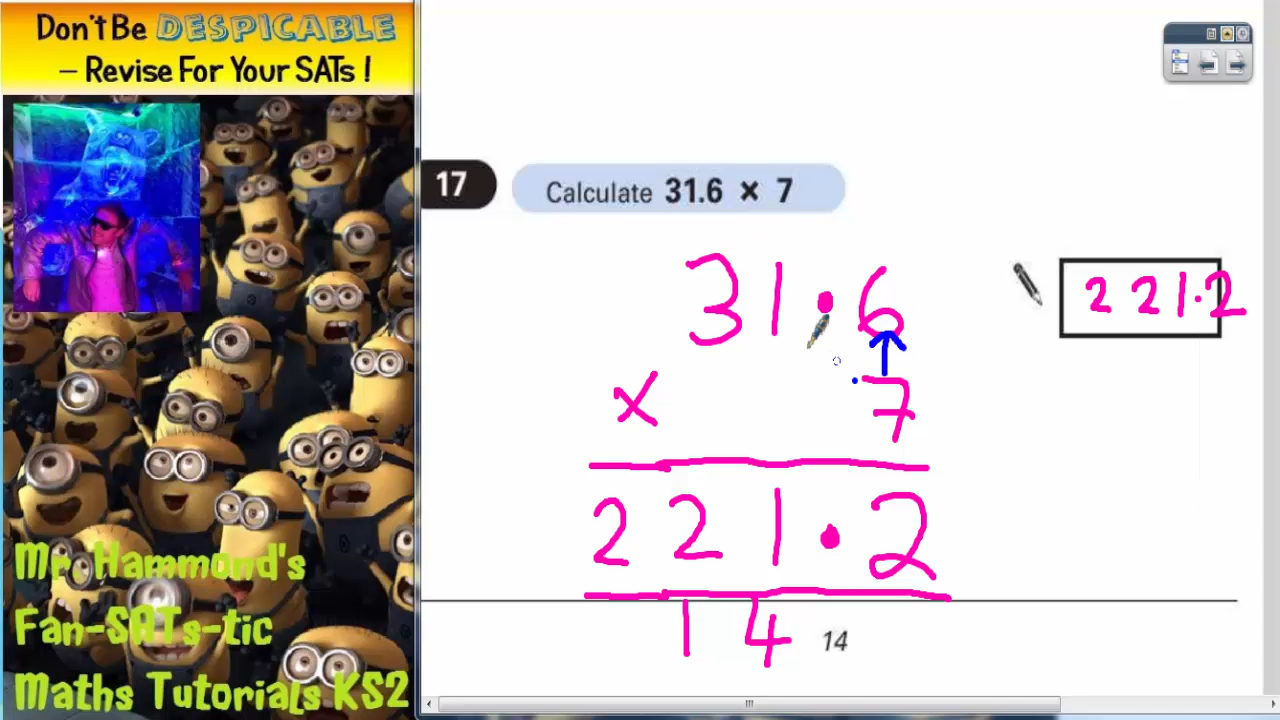 Don't Be DESPICABLE
– Revise For Your SATs !
17
Calculate 31.6 × 7
31.6
× 7
221.2
14
221.2
14
Mr. Hammond's
Fan-SATs-tic
Maths Tutorials KS2